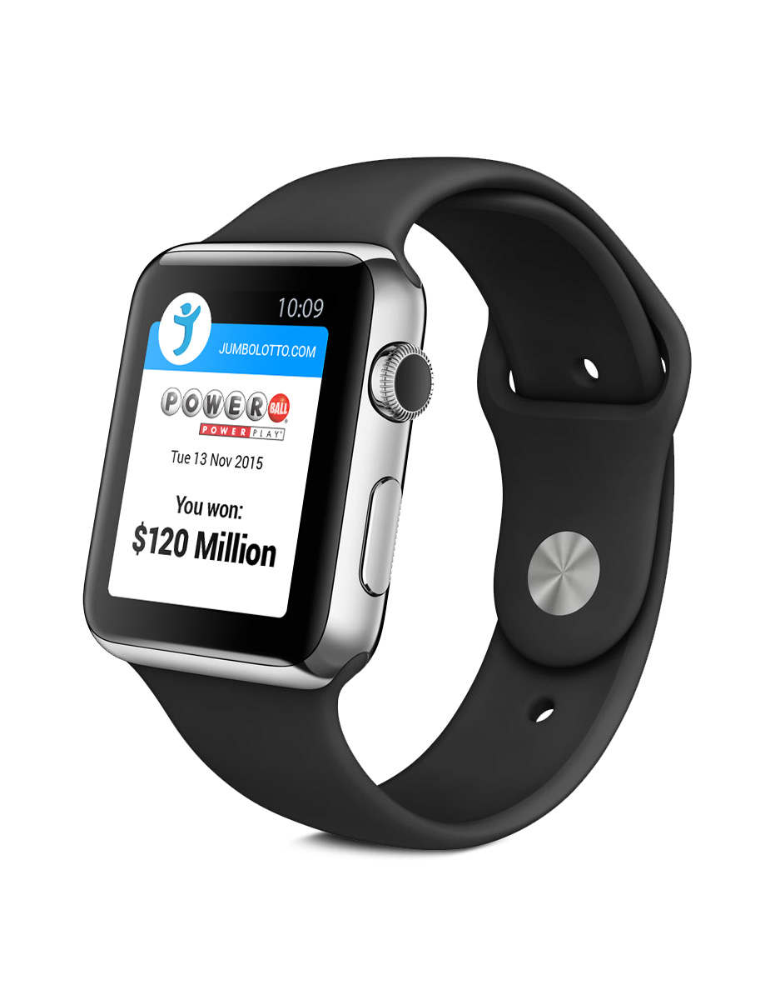 10:09
JUMBOLOTTO.COM
POWER BALL
POWER PLAY®
Tue 13 Nov 2015
You won:
$120 Million